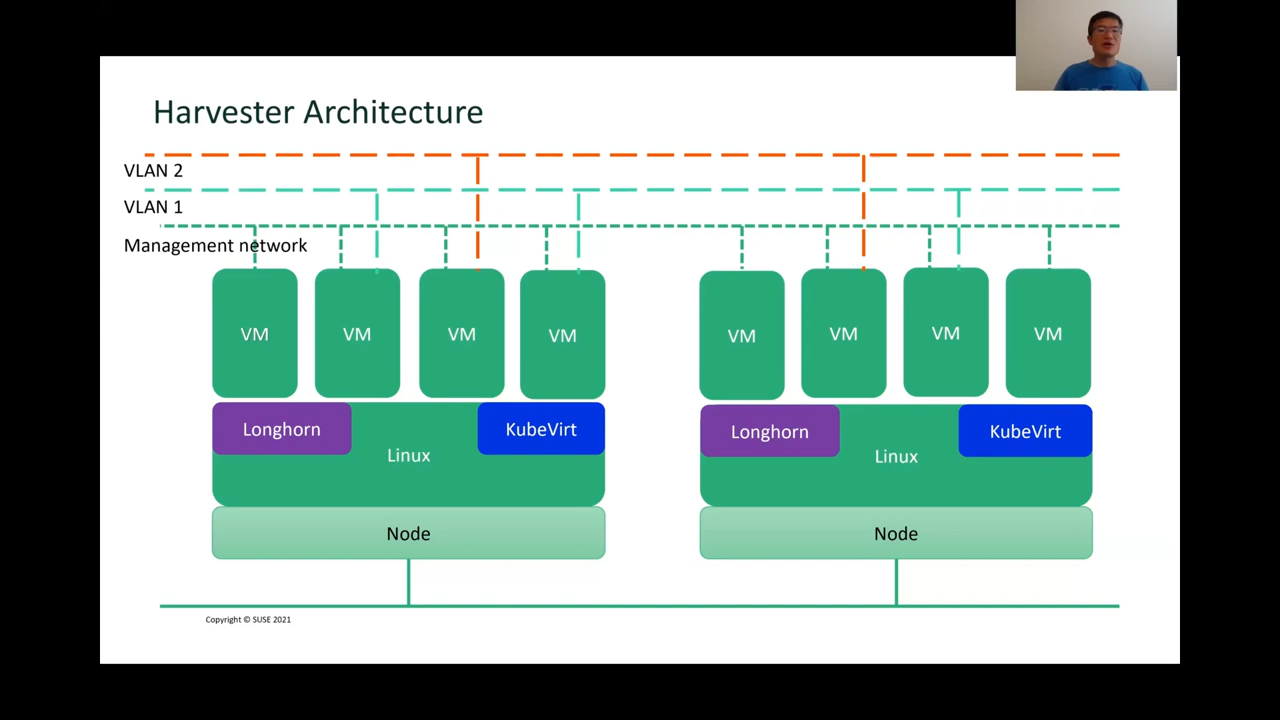 Harvester Architecture
VLAN 2
VLAN 1
Management network
VM VM VM VM VM VM VM VM
Longhorn KubeVirt Longhorn KubeVirt
Linux Linux
Node Node
Copyright © SUSE 2021